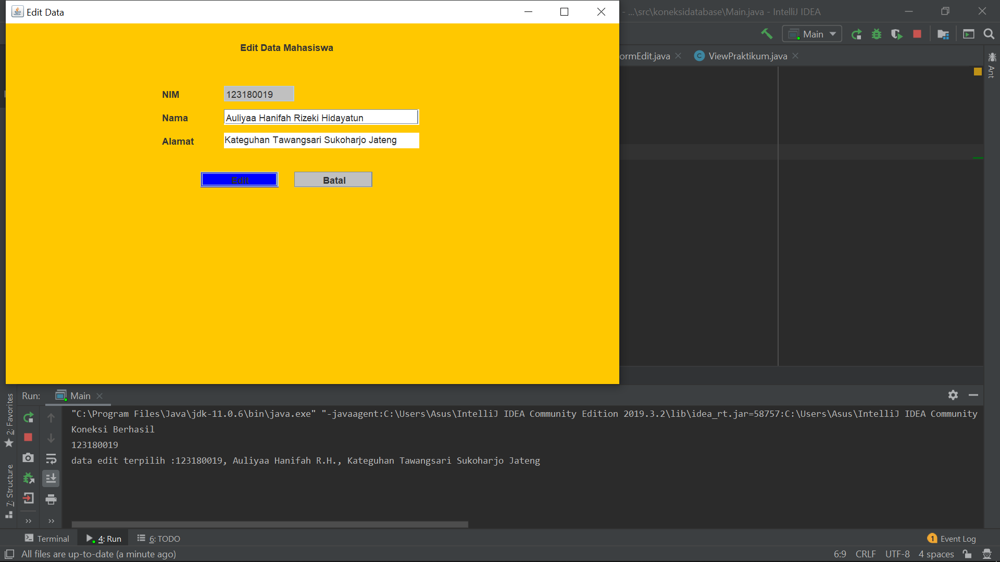 Edit Data
- ...\src\koneksidatabase\Main.java - IntelliJ IDEA
Main
ormEdit.java
C ViewPraktikum.java
Ant
Edit Data Mahasiswa
NIM
123180019
Nama
Auliyaa Hanifah Rizeki Hidayatun
Alamat
Kateguhan Tawangsari Sukoharjo Jateng
Edit
Batal
2: Favorites
7: Structure
Run:
Main
"C:\Program Files\Java\jdk-11.0.6\bin\java.exe" "-javaagent:C:\Users\Asus\IntelliJ IDEA Community Edition 2019.3.2\lib\idea_rt.jar=58757:C:\Users\Asus\IntelliJ IDEA Community
Koneksi Berhasil
123180019
data edit terpilih :123180019, Auliyaa Hanifah R.H., Kateguhan Tawangsari Sukoharjo Jateng
Terminal
4: Run
6: TODO
1 Event Log
All files are up-to-date (a minute ago)
6:9 CRLF UTF-8 4 spaces